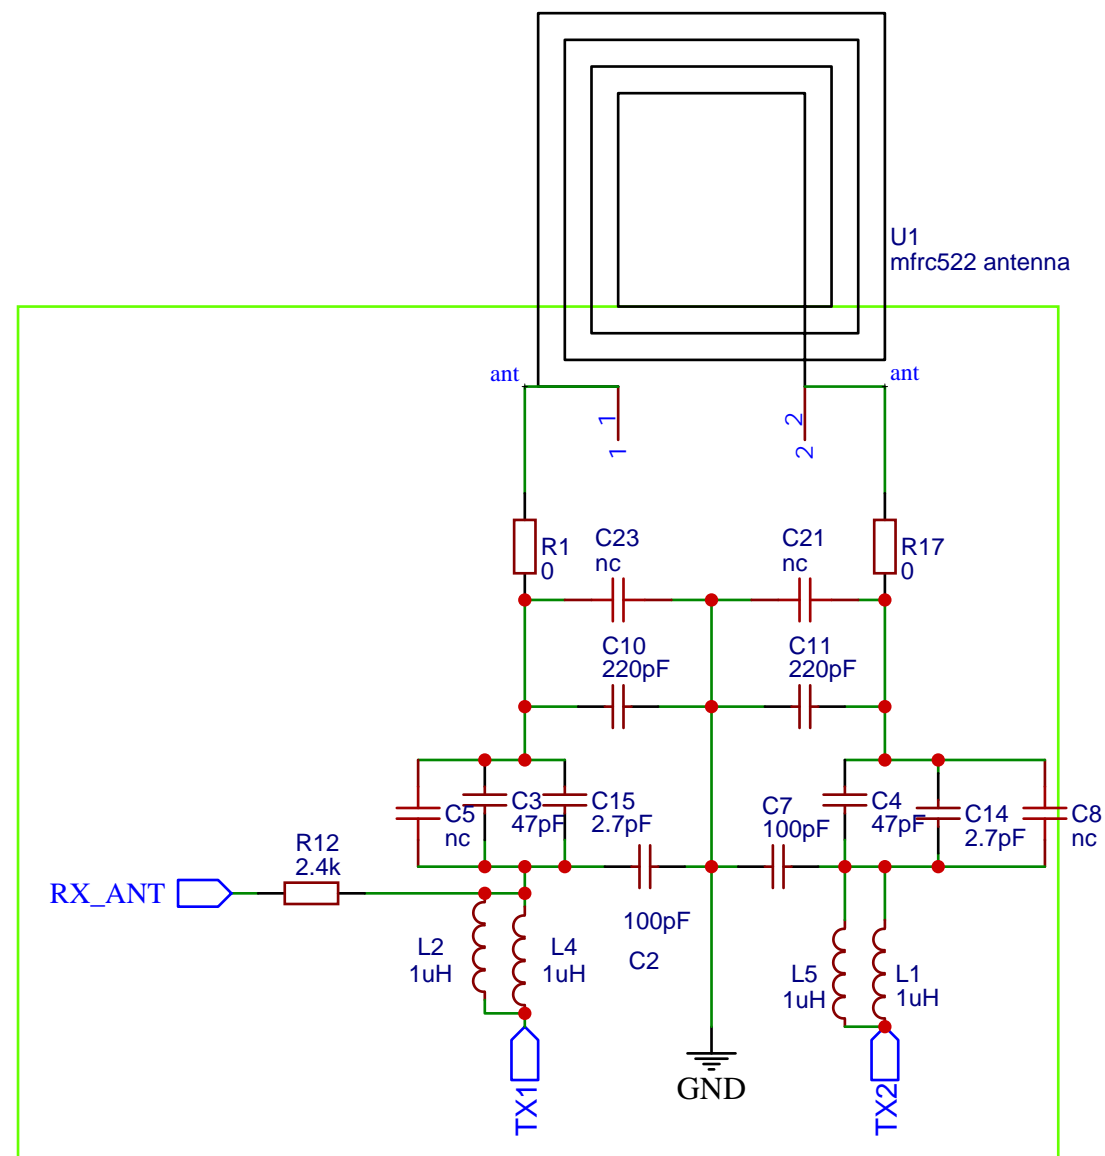 U1
mfrc522 antenna
ant
ant
1
2
1
2
R1
0
C23
nc
C21
nc
R17
0
C10
220pF
C11
220pF
C5
nc
C3
47pF
C15
2.7pF
C7
100pF
C4
47pF
C14
2.7pF
C8
nc
R12
2.4k
RX_ANT
100pF
C2
L2
1uH
L4
1uH
L5
1uH
L1
1uH
GND
TX1
TX2